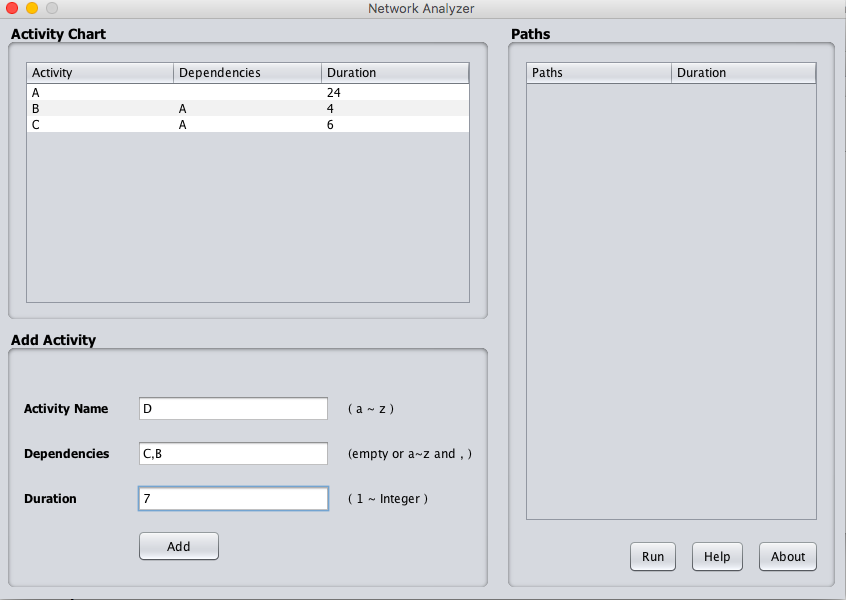 Network Analyzer
Activity Chart
Activity Dependencies Duration
A 24
B A 4
C A 6
Add Activity
Activity Name D ( a ~ z )
Dependencies C,B (empty or a~z and , )
Duration 7 ( 1 ~ Integer )
Add
Paths
Paths Duration
Run Help About